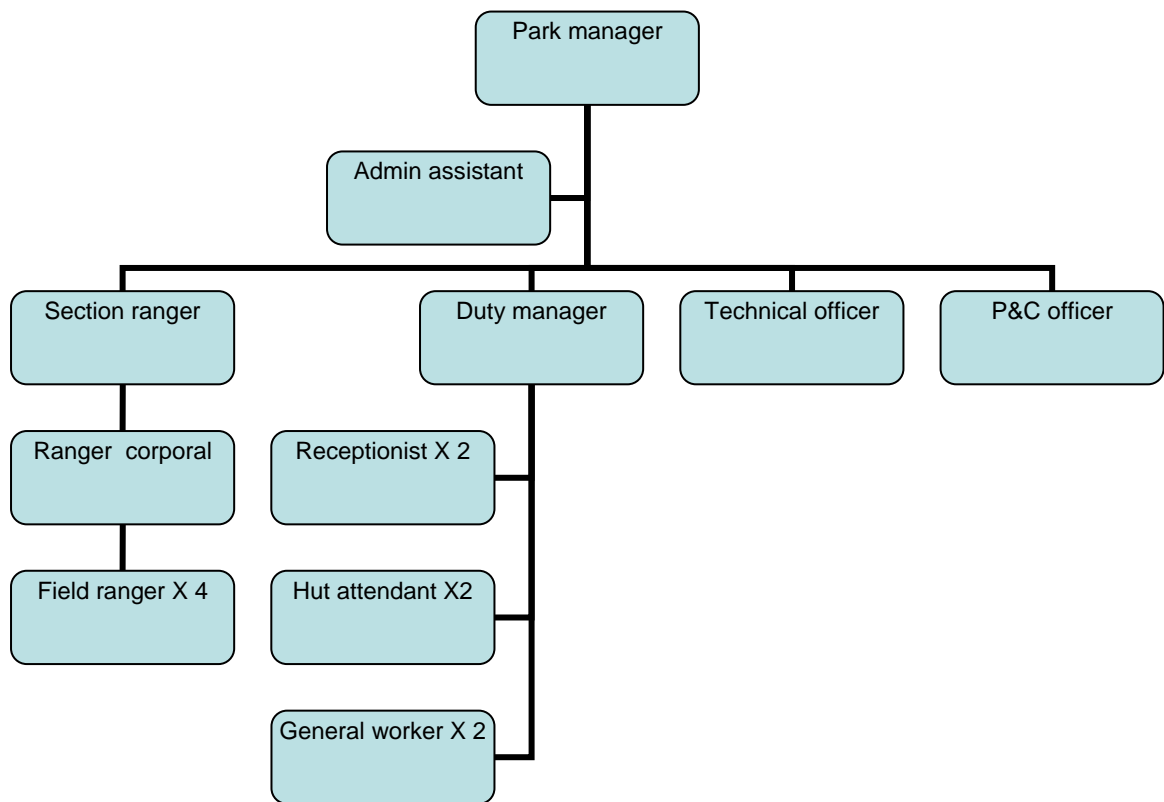 Park manager
Admin assistant
Section ranger
Duty manager
Technical officer
P&C officer
Ranger  corporal
Receptionist X 2
Field ranger X 4
Hut attendant X2
General worker X 2